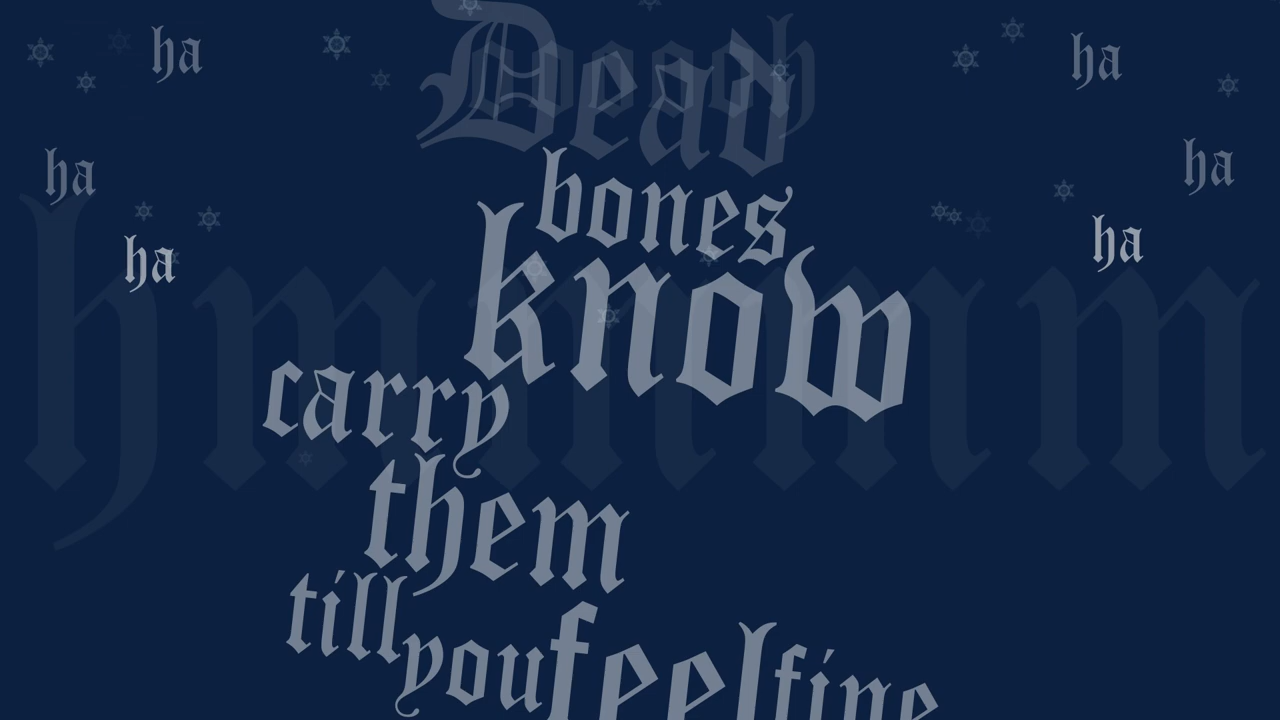 Dead
ha
ha
bones
ha
ha
know
ha
ha
hmmmm
carry
them
till you feel fine